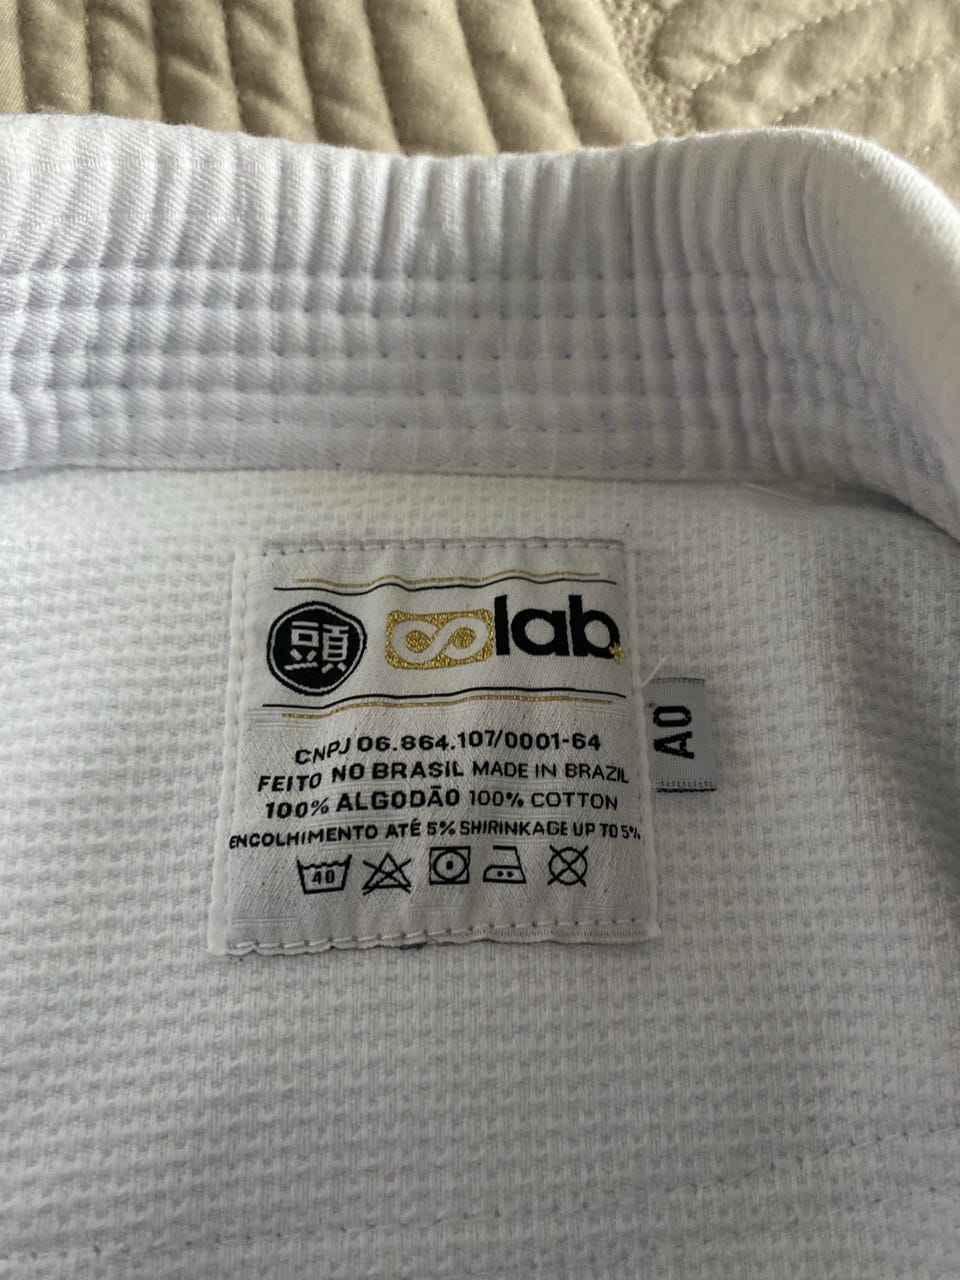 頭 colab
CNPJ 06.864.107/0001-64
FEITO NO BRASIL MADE IN BRAZIL
100% ALGODÃO 100% COTTON
ENCOLHIMENTO ATÉ 5% SHIRINKAGE UP TO 5%
40
A0